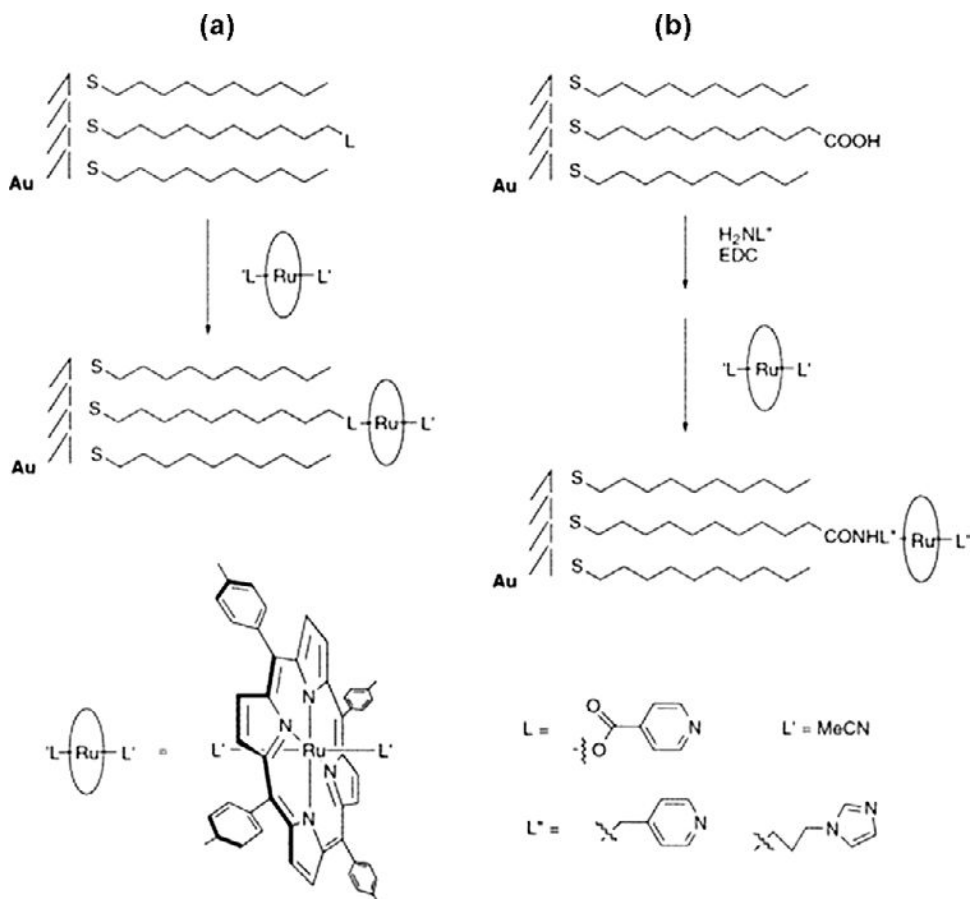 (a)
S
S
L
S
Au
'L Ru L'
S
S
L Ru L'
S
Au
'L Ru L' =
N
N
L' Ru L'
N
N
(b)
S
S
COOH
S
Au
H₂NL*
EDC
'L Ru L'
S
S
CONHL* Ru L'
S
Au
L = O O N L' = MeCN
L* = N N N